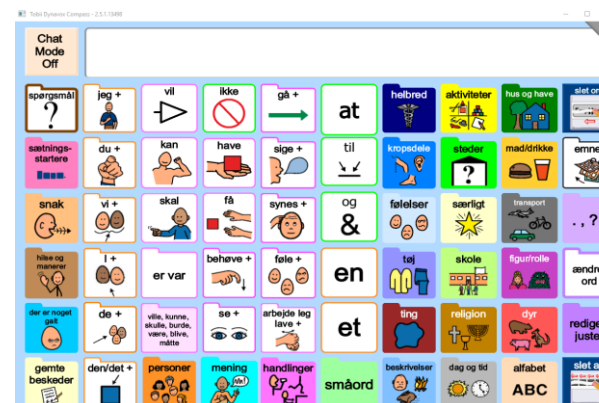 Tobii Dynavox Compass - 2.5.1.13498
Chat
Mode
Off
spørgsmål
?
jeg +
vil
ikke
gå +
at
helbred
aktiviteter
hus og have
slet
sætnings-
startere
du +
kan
have
sige +
til
kropsdele
steder
?
mad/drikke
emne
snak
vi +
skal
få
synes +
og
&
følelser
særligt
transport
. , ?
hilse og
manerer
I +
er var
behøve +
føle +
en
tøj
skole
figur/rolle
ændre
ord
der er noget
galt
de +
ville, kunne,
skulle, burde,
være, blive,
måtte
se +
arbejde leg
lave +
et
ting
religion
dyr
redige
juste
gemte
beskeder
den/det +
personer
mening
handlinger
småord
beskrivelser
dag og tid
alfabet
ABC
slet a